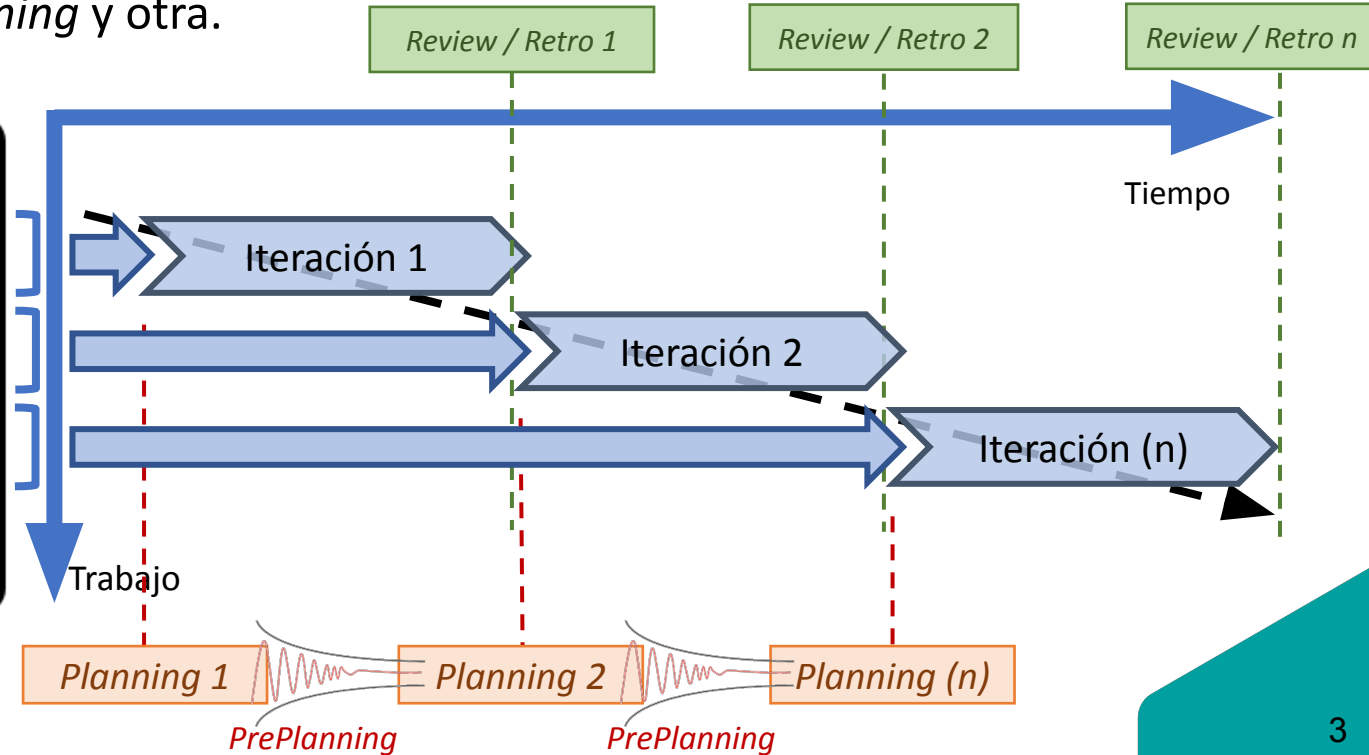 ning y otra.
Review / Retro 1
Review / Retro 2
Review / Retro n
Tiempo
Iteración 1
Iteración 2
Iteración (n)
Trabajo
Planning 1
Planning 2
Planning (n)
PrePlanning
PrePlanning
3